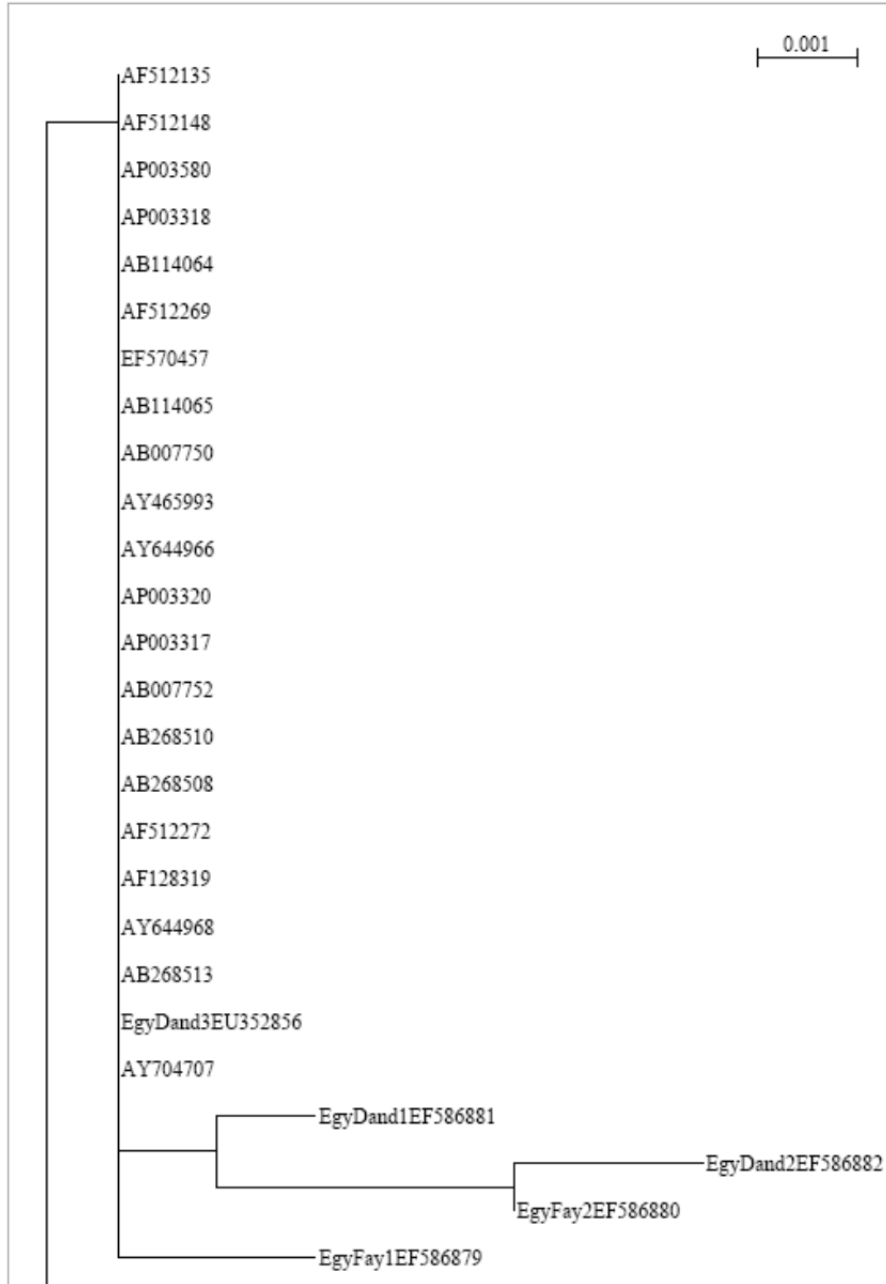 0.001
AF512135
AF512148
AP003580
AP003318
AB114064
AF512269
EF570457
AB114065
AB007750
AY465993
AY644966
AP003320
AP003317
AB007752
AB268510
AB268508
AF512272
AF128319
AY644968
AB268513
EgyDand3EU352856
AY704707
EgyDand1EF586881
EgyDand2EF586882
EgyFay2EF586880
EgyFay1EF586879